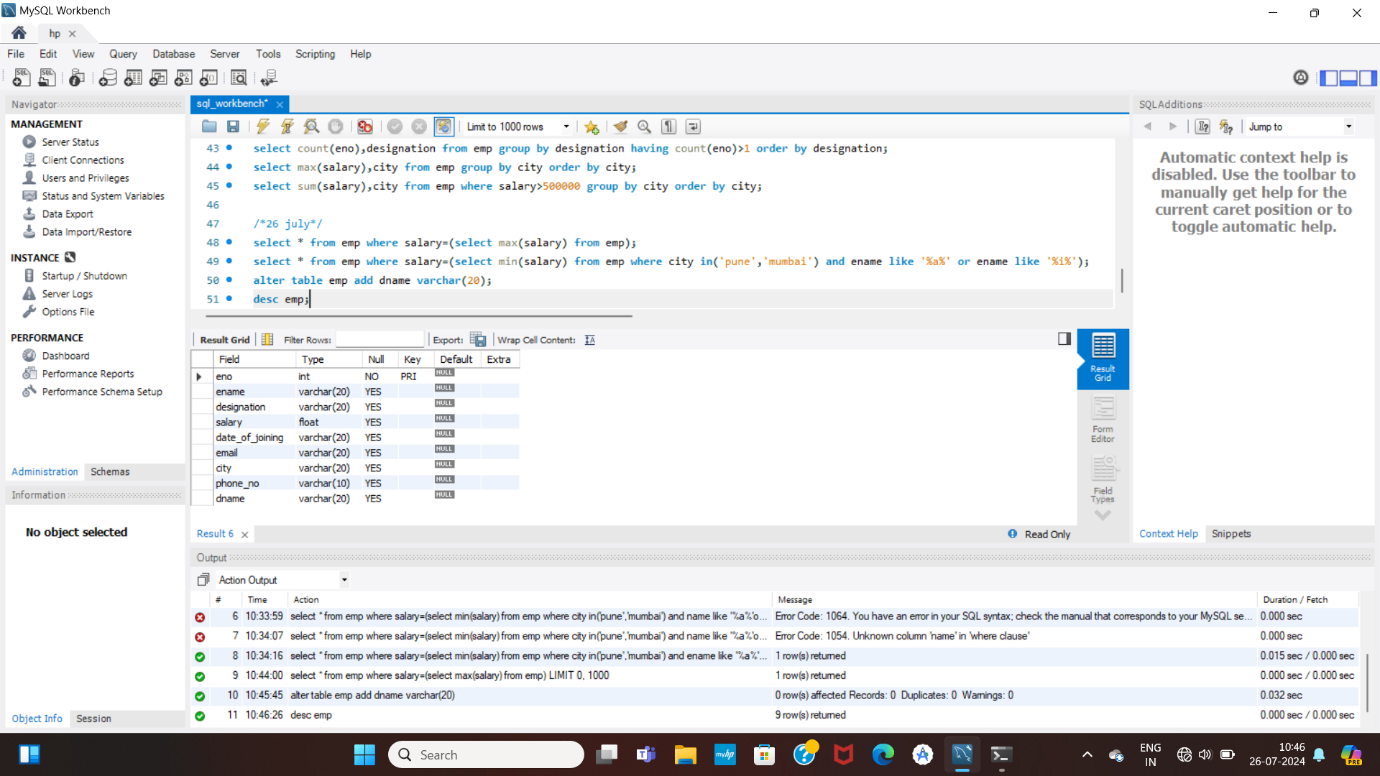 MySQL Workbench
hp
File Edit View Query Database Server Tools Scripting Help
Navigator
MANAGEMENT
Server Status
Client Connections
Users and Privileges
Status and System Variables
Data Export
Data Import/Restore
INSTANCE
Startup / Shutdown
Server Logs
Options File
PERFORMANCE
Dashboard
Performance Reports
Performance Schema Setup
Administration Schemas
Information
No object selected
Object Info Session
sql_workbench*
Limit to 1000 rows
43 select count(eno),designation from emp group by designation having count(eno)>1 order by designation;
44 select max(salary),city from emp group by city order by city;
45 select sum(salary),city from emp where salary>500000 group by city order by city;
46
47 /*26 july*/
48 select * from emp where salary=(select max(salary) from emp);
49 select * from emp where salary=(select min(salary) from emp where city in('pune','mumbai') and ename like '%a%' or ename like '%i%');
50 alter table emp add dname varchar(20);
51 desc emp;
Result Grid Filter Rows: Export: Wrap Cell Content:
Field Type Null Key Default Extra
eno int NO PRI NULL
ename varchar(20) YES NULL
designation varchar(20) YES NULL
salary float YES NULL
date_of_joining varchar(20) YES NULL
email varchar(20) YES NULL
city varchar(20) YES NULL
phone_no varchar(10) YES NULL
dname varchar(20) YES NULL
Result Grid
Form Editor
Field Types
Result 6
Read Only
SQLAdditions
Jump to
Automatic context help is
disabled. Use the toolbar to
manually get help for the
current caret position or to
toggle automatic help.
Context Help Snippets
Output
Action Output
# Time Action Message Duration / Fetch
6 10:33:59 select * from emp where salary=(select min(salary) from emp where city in('pune','mumbai') and name like '%a%'o... Error Code: 1064. You have an error in your SQL syntax; check the manual that corresponds to your MySQL se... 0.000 sec
7 10:34:07 select * from emp where salary=(select min(salary) from emp where city in('pune','mumbai') and name like '%a%'o... Error Code: 1054. Unknown column 'name' in 'where clause' 0.000 sec
8 10:34:16 select * from emp where salary=(select min(salary) from emp where city in('pune','mumbai') and ename like '%a%'... 1 row(s) returned 0.015 sec / 0.000 sec
9 10:44:00 select * from emp where salary=(select max(salary) from emp) LIMIT 0, 1000 1 row(s) returned 0.000 sec / 0.000 sec
10 10:45:45 alter table emp add dname varchar(20) 0 row(s) affected Records: 0 Duplicates: 0 Warnings: 0 0.032 sec
11 10:46:26 desc emp 9 row(s) returned 0.000 sec / 0.000 sec
Search
ENG
IN
10:46
26-07-2024